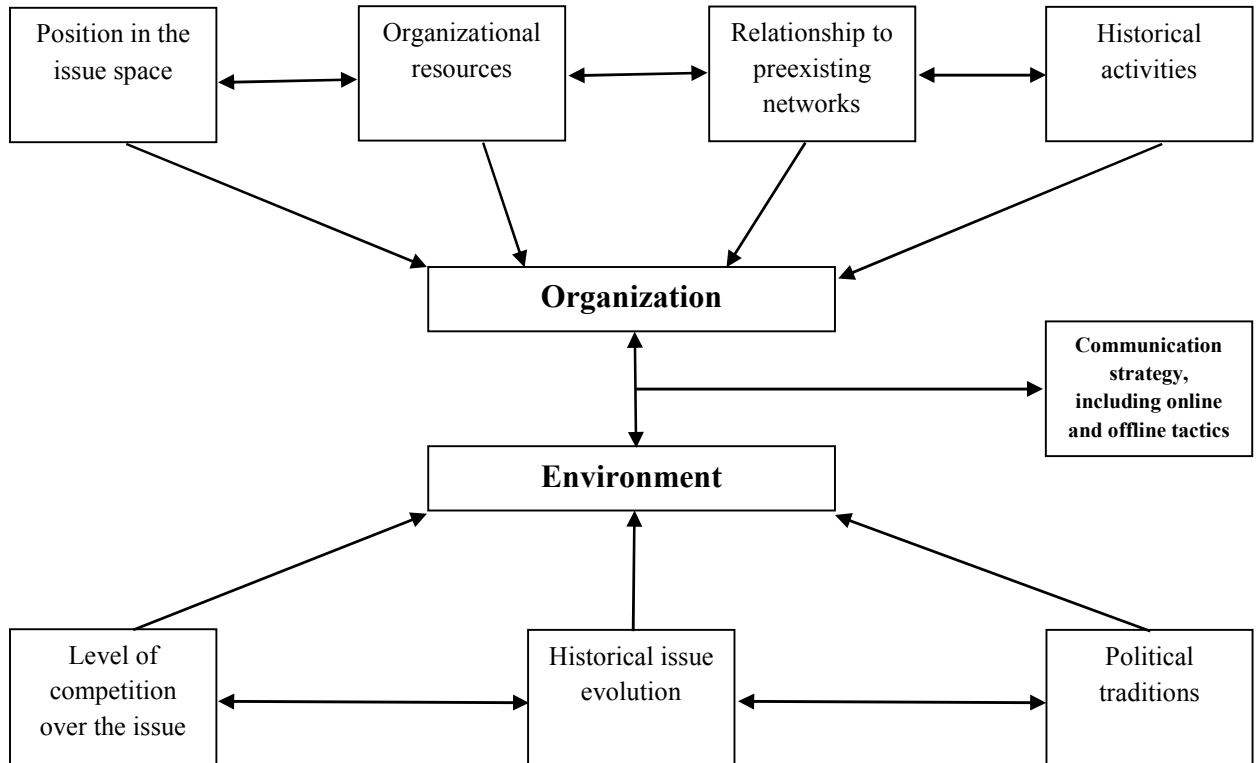 Position in the
issue space
Organizational
resources
Relationship to
preexisting
networks
Historical
activities
Organization
Communication
strategy,
including online
and offline tactics
Environment
Level of
competition
over the issue
Historical issue
evolution
Political
traditions